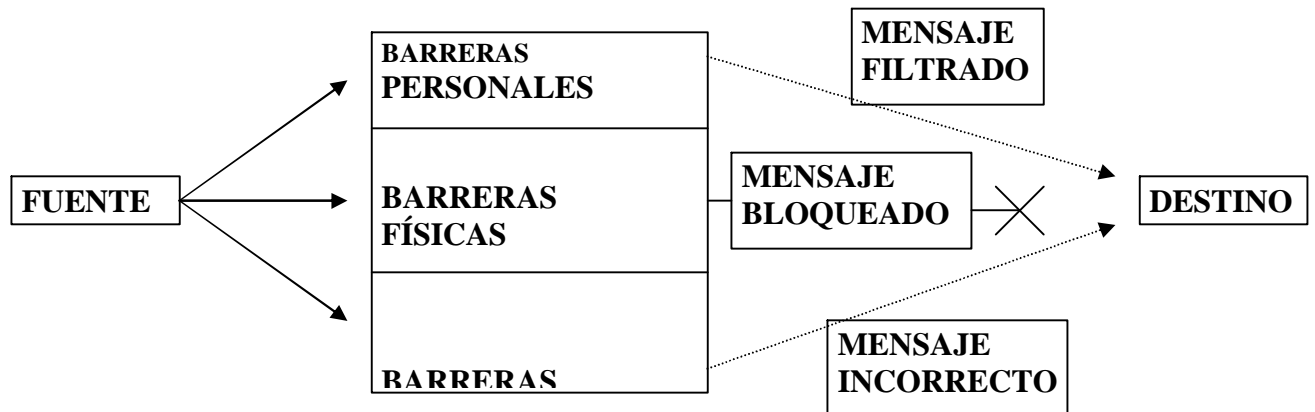 FUENTE
BARRERAS
PERSONALES
BARRERAS
FÍSICAS
BARRERAS
MENSAJE
FILTRADO
MENSAJE
BLOQUEADO
MENSAJE
INCORRECTO
DESTINO